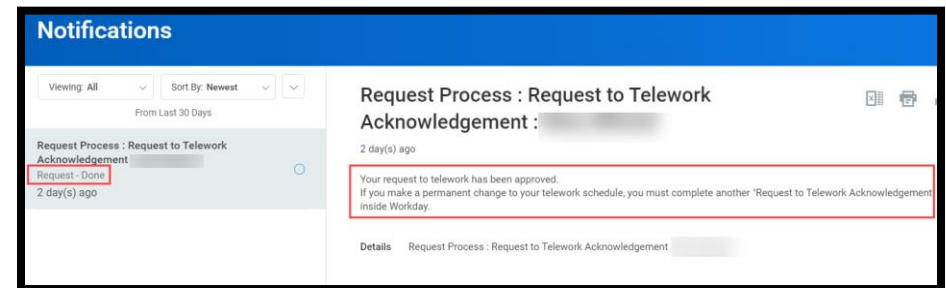 Notifications
Viewing: All
Sort By: Newest
From Last 30 Days
Request Process : Request to Telework
Acknowledgement
Request - Done
2 day(s) ago
Request Process : Request to Telework
Acknowledgement :
2 day(s) ago
Your request to telework has been approved.
If you make a permanent change to your telework schedule, you must complete another "Request to Telework Acknowledgement
inside Workday.
Details Request Process : Request to Telework Acknowledgement